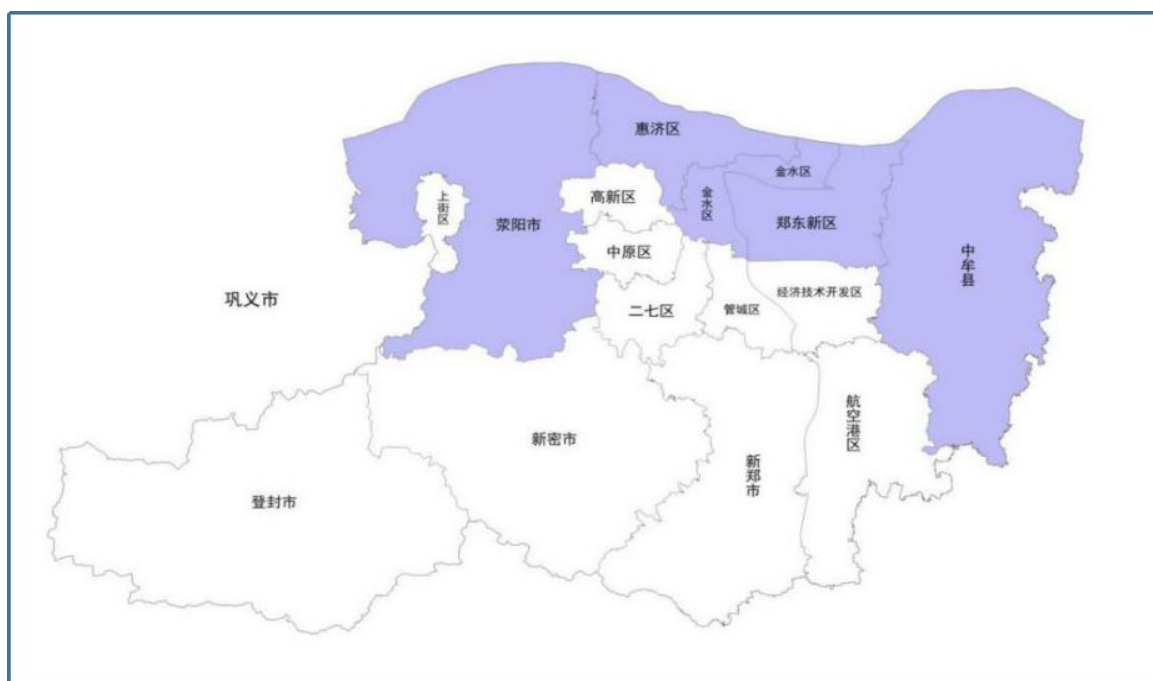 惠济区
金水区
金水区
高新区
上街区
荥阳市
郑东新区
中原区
中牟县
巩义市
经济技术开发区
二七区
管城区
航空港区
新密市
新郑市
登封市